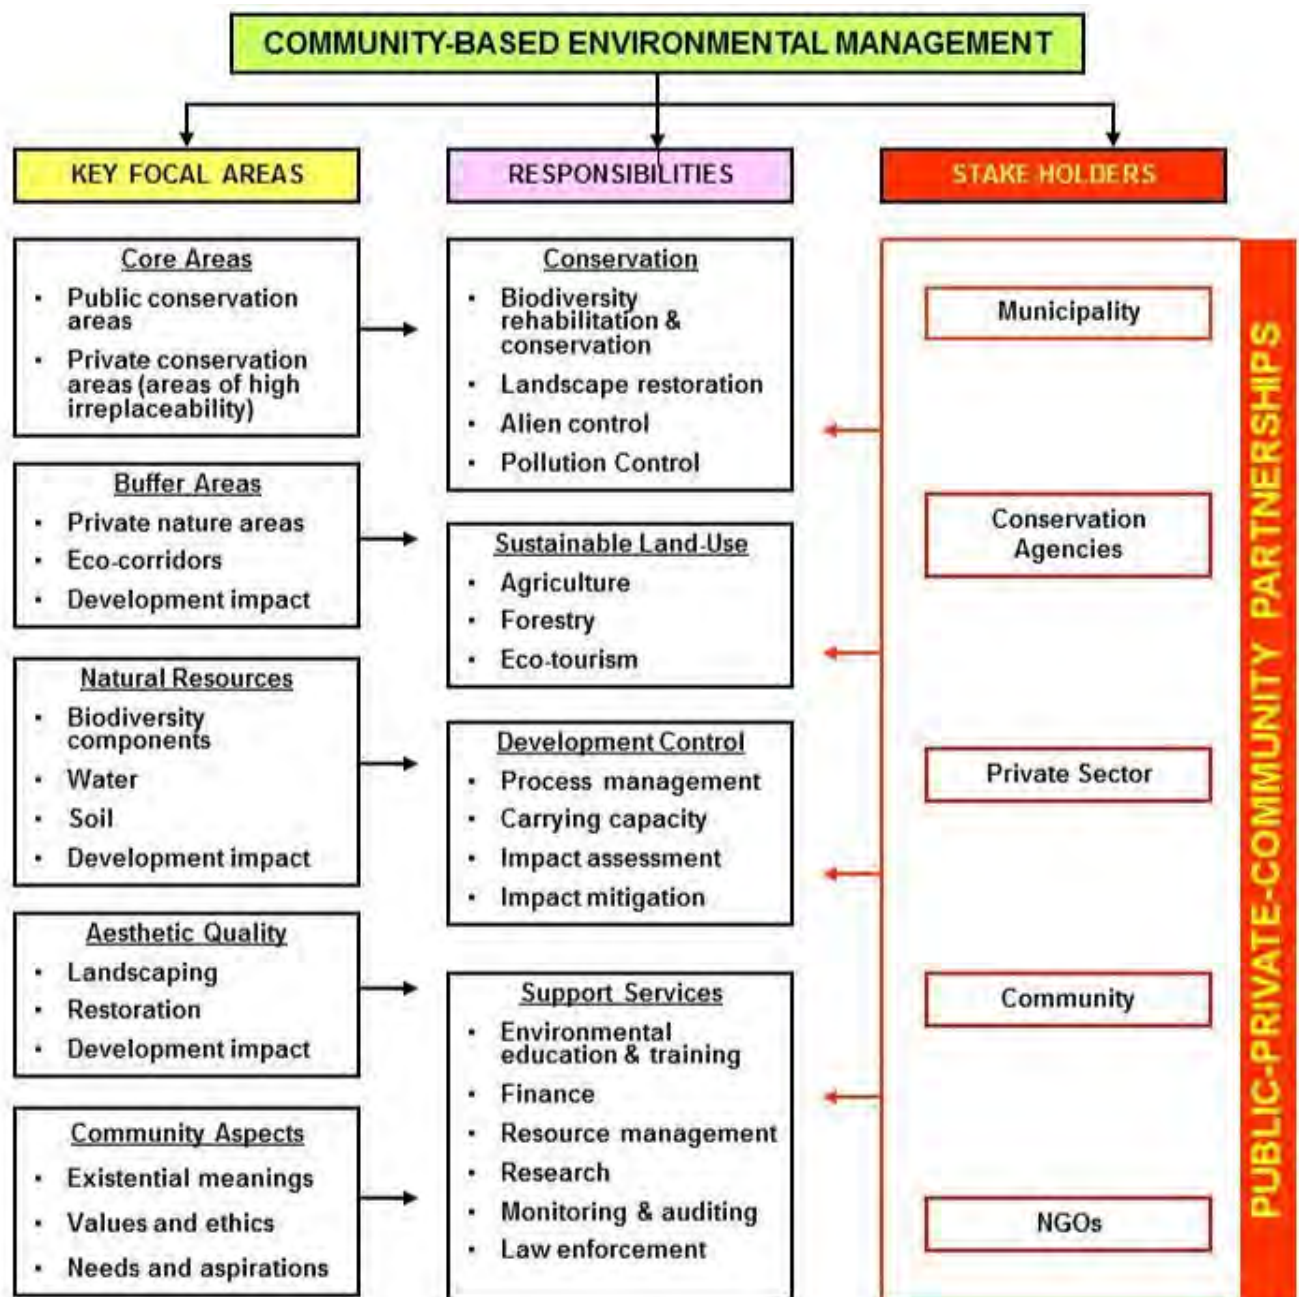 COMMUNITY-BASED ENVIRONMENTAL MANAGEMENT
KEY FOCAL AREAS
RESPONSIBILITIES
STAKE HOLDERS
Core Areas
• Public conservation
areas
• Private conservation
areas (areas of high
irreplaceability)
Buffer Areas
• Private nature areas
• Eco-corridors
• Development impact
Natural Resources
• Biodiversity
components
• Water
• Soil
• Development impact
Aesthetic Quality
• Landscaping
• Restoration
• Development impact
Community Aspects
• Existential meanings
• Values and ethics
• Needs and aspirations
Conservation
• Biodiversity
rehabilitation &
conservation
• Landscape restoration
• Alien control
• Pollution Control
Sustainable Land-Use
• Agriculture
• Forestry
• Eco-tourism
Development Control
• Process management
• Carrying capacity
• Impact assessment
• Impact mitigation
Support Services
• Environmental
education & training
• Finance
• Resource management
• Research
• Monitoring & auditing
• Law enforcement
Municipality
Conservation
Agencies
Private Sector
Community
NGOs
PUBLIC-PRIVATE-COMMUNITY PARTNERSHIPS